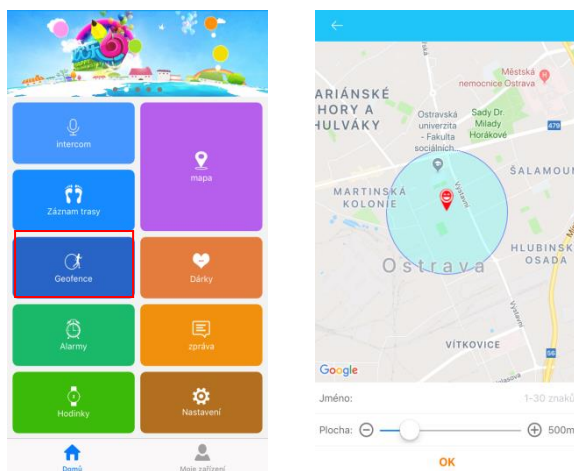 intercom
mapa
Záznam trasy
Geofence
Dárky
Alarmy
zpráva
Hodinky
Nastavení
Domů
Moje zařízení
Městská
nemocnice Ostrava
ARIÁNSKÉ
HORY A
HULVÁKY
Ostravská
univerzita
- Fakulta
sociálních...
Sady Dr.
Milady
Horákové
479
ŠALAMOUN
MARTINSKÁ
KOLONIE
Výstavní
HLUBINSK
OSADA
Ostrava
Výstavní
VÍTKOVICE
56
Google
Jméno:
1-30 znaků
Plocha:
500m
OK